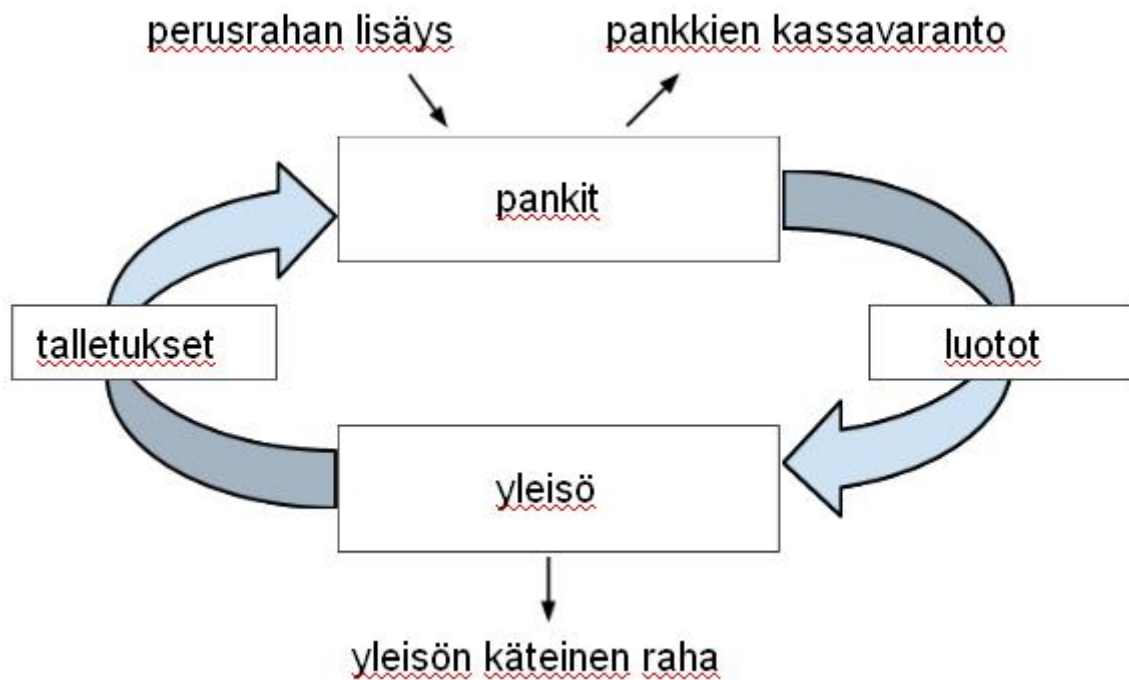 perusrahan lisäys
pankkien kassavaranto
pankit
talletukset
luotot
yleisö
yleisön käteinen raha